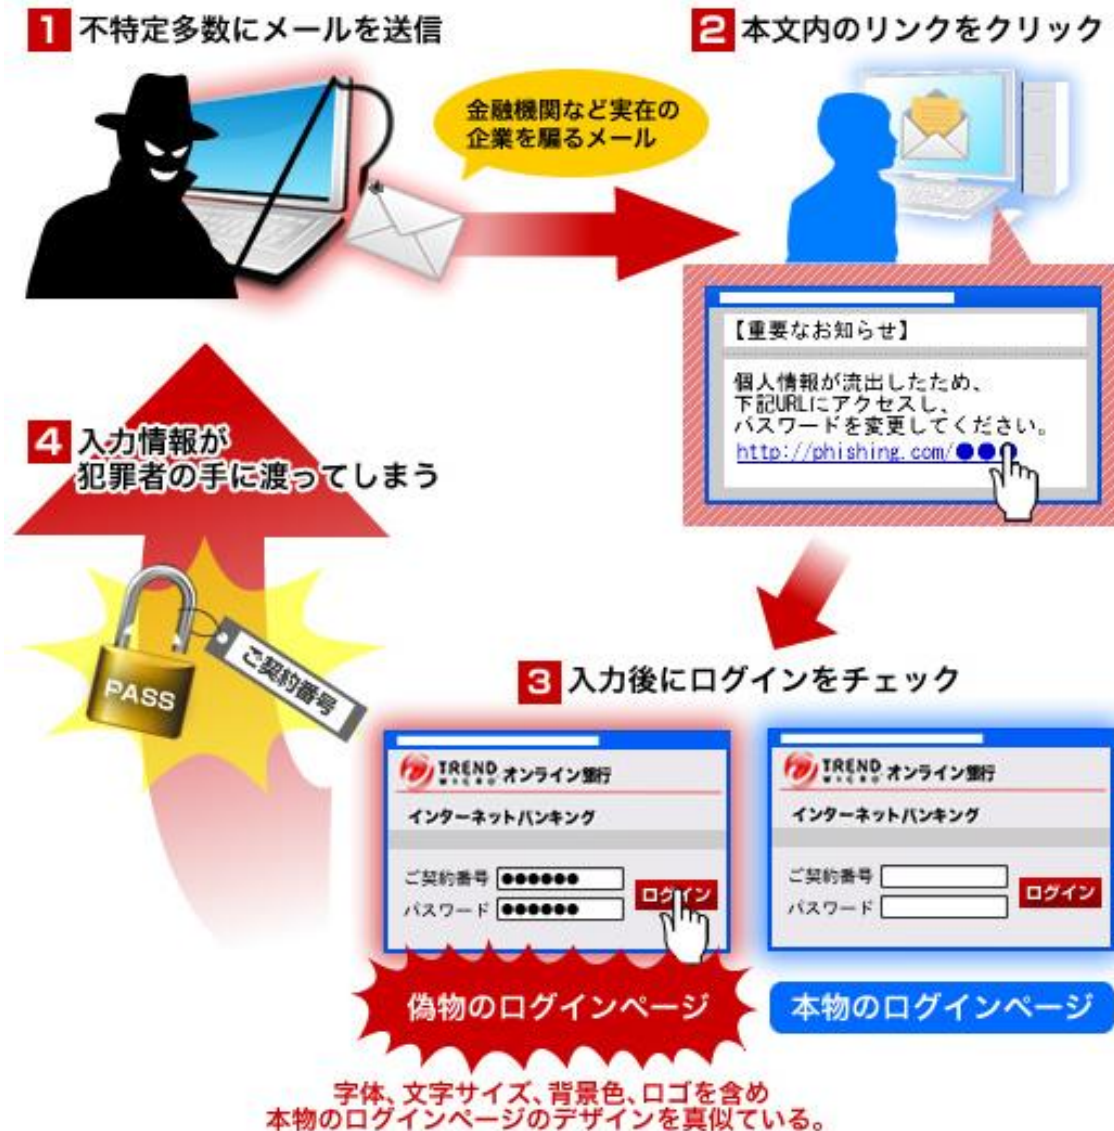 1 不特定多数にメールを送信
金融機関など実在の
企業を騙るメール
2 本文内のリンクをクリック
【重要なお知らせ】
個人情報が流出したため、
下記URLにアクセスし、
パスワードを変更してください。
http://phishing.com/●●●
3 入力後にログインをチェック
TREND MICRO オンライン銀行
インターネットバンキング
ご契約番号 ●●●●●●
パスワード ●●●●●●
ログイン
偽物のログインページ
TREND MICRO オンライン銀行
インターネットバンキング
ご契約番号
パスワード
ログイン
本物のログインページ
字体、文字サイズ、背景色、ロゴを含め
本物のログインページのデザインを真似ている。
4 入力情報が
犯罪者の手に渡ってしまう
PASS
ご契約番号